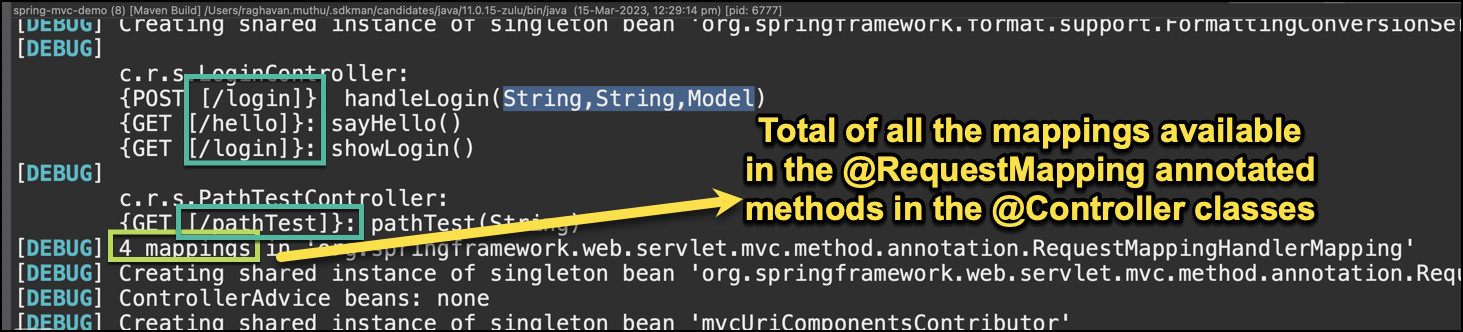 spring-mvc-demo (8) [Maven Build] /Users/raghavan.muthu/.sdkman/candidates/java/11.0.15-zulu/bin/java (15-Mar-2023, 12:29:14 pm) [pid: 6777]
[DEBUG] Creating shared instance of singleton bean 'org.springframework.format.support.FormattingConversionSer
[DEBUG]
c.r.s.LoginController:
{POST [/login]} handleLogin(String,String,Model)
{GET [/hello]}: sayHello()
{GET [/login]}: showLogin()
[DEBUG]
c.r.s.PathTestController:
{GET [/pathTest]}: pathTest(String)
[DEBUG] 4 mappings in 'org.springframework.web.servlet.mvc.method.annotation.RequestMappingHandlerMapping'
[DEBUG] Creating shared instance of singleton bean 'org.springframework.web.servlet.mvc.method.annotation.Requ
[DEBUG] ControllerAdvice beans: none
[DEBUG] Creating shared instance of singleton bean 'mvcUriComponentsContributor'
Total of all the mappings available
in the @RequestMapping annotated
methods in the @Controller classes